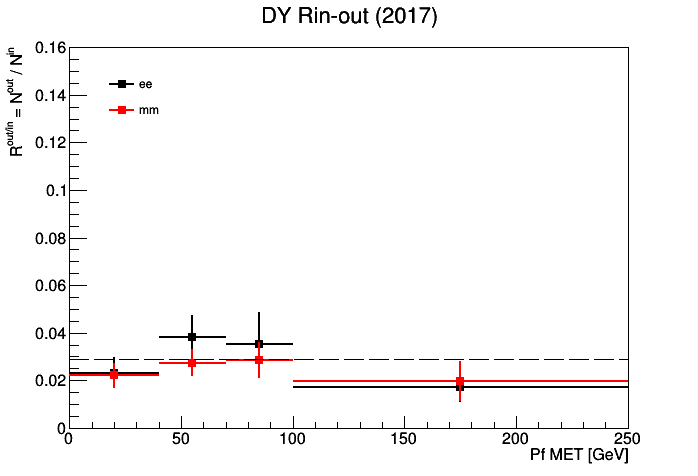 DY Rin-out (2017)
R^out/in = N^out / N^in
0.16
0.14
0.12
0.1
0.08
0.06
0.04
0.02
0
ee
mm
0 50 100 150 200 250
Pf MET [GeV]